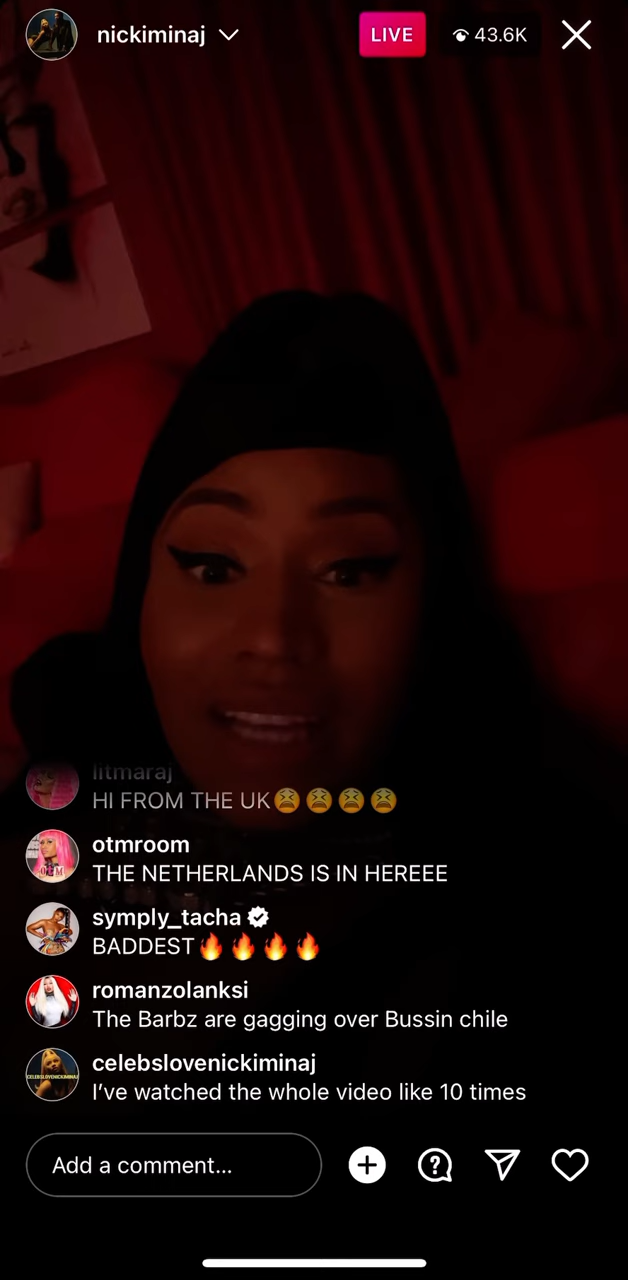 nickiminaj
LIVE
43.6K
litmaraj
HI FROM THE UK😫😫😫😫
otmroom
THE NETHERLANDS IS IN HEREEE
symply_tacha
BADDEST🔥🔥🔥🔥
romanzolanksi
The Barbz are gagging over Bussin chile
celebslovenickiminaj
I’ve watched the whole video like 10 times
Add a comment...